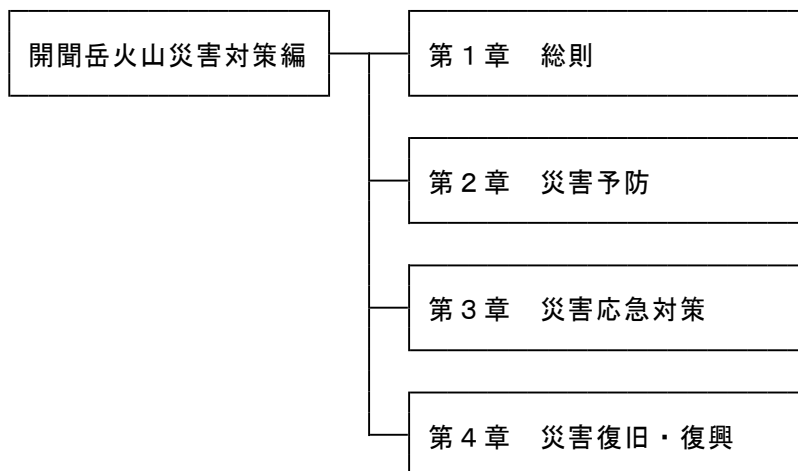 開聞岳火山災害対策編
第１章　総則
第２章　災害予防
第３章　災害応急対策
第４章　災害復旧・復興